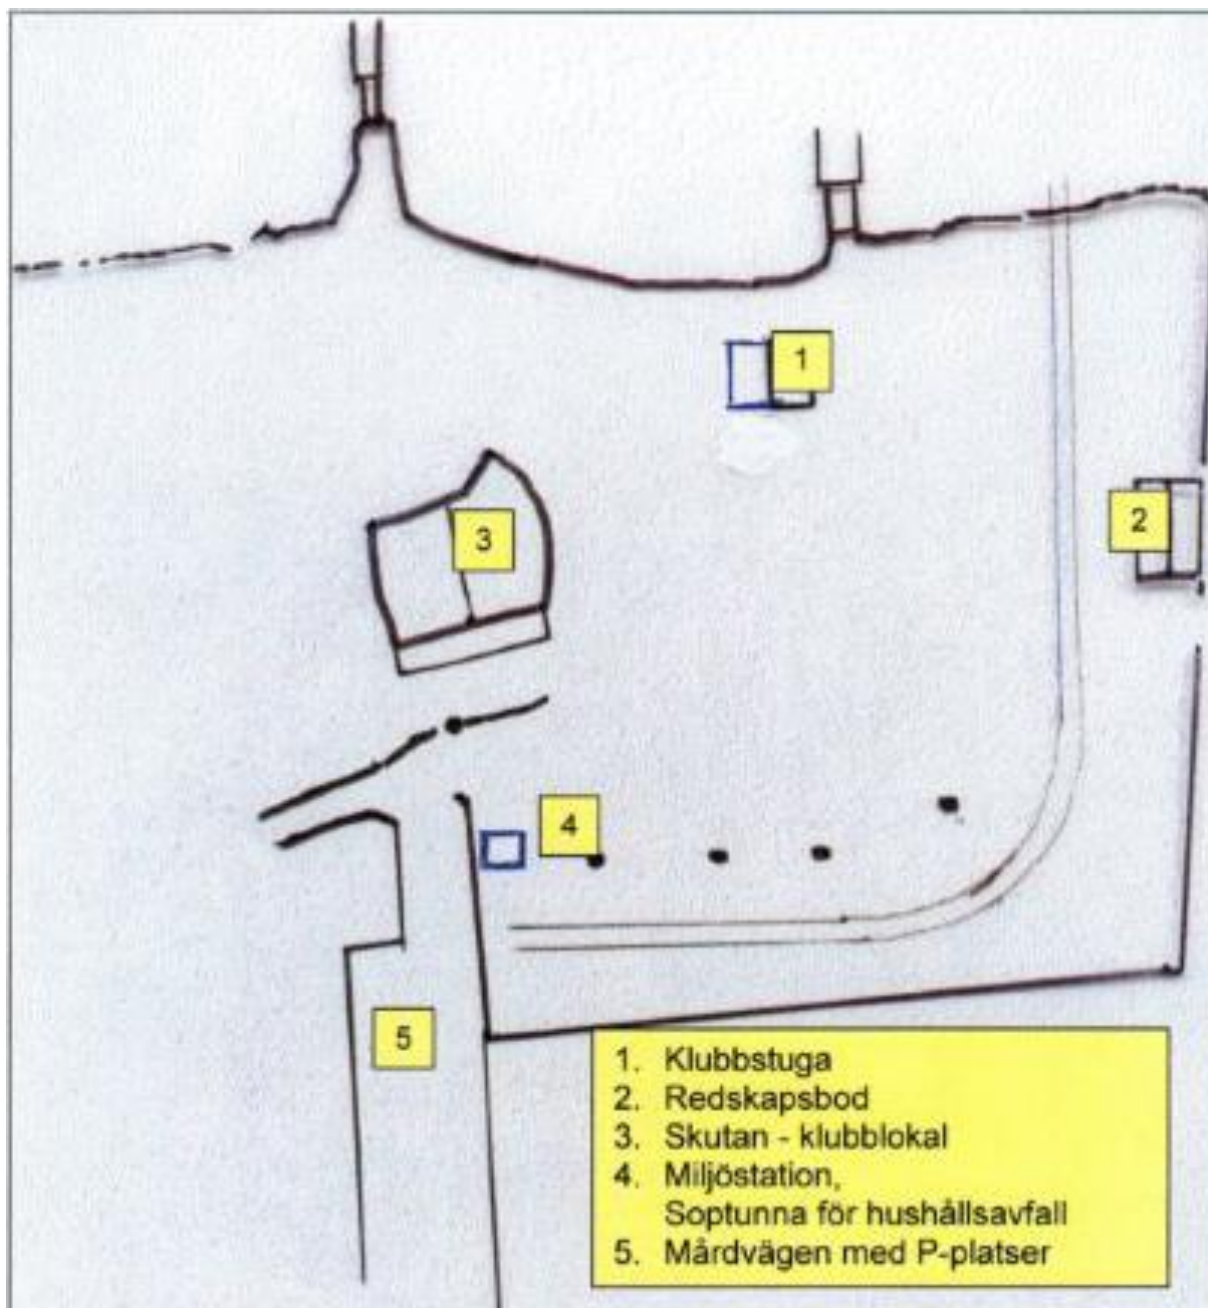 1
2
3
4
5
1. Klubbstuga
2. Redskapsbod
3. Skutan - klubblokal
4. Miljöstation,
Soptunna för hushållsavfall
5. Mårdvägen med P-platser